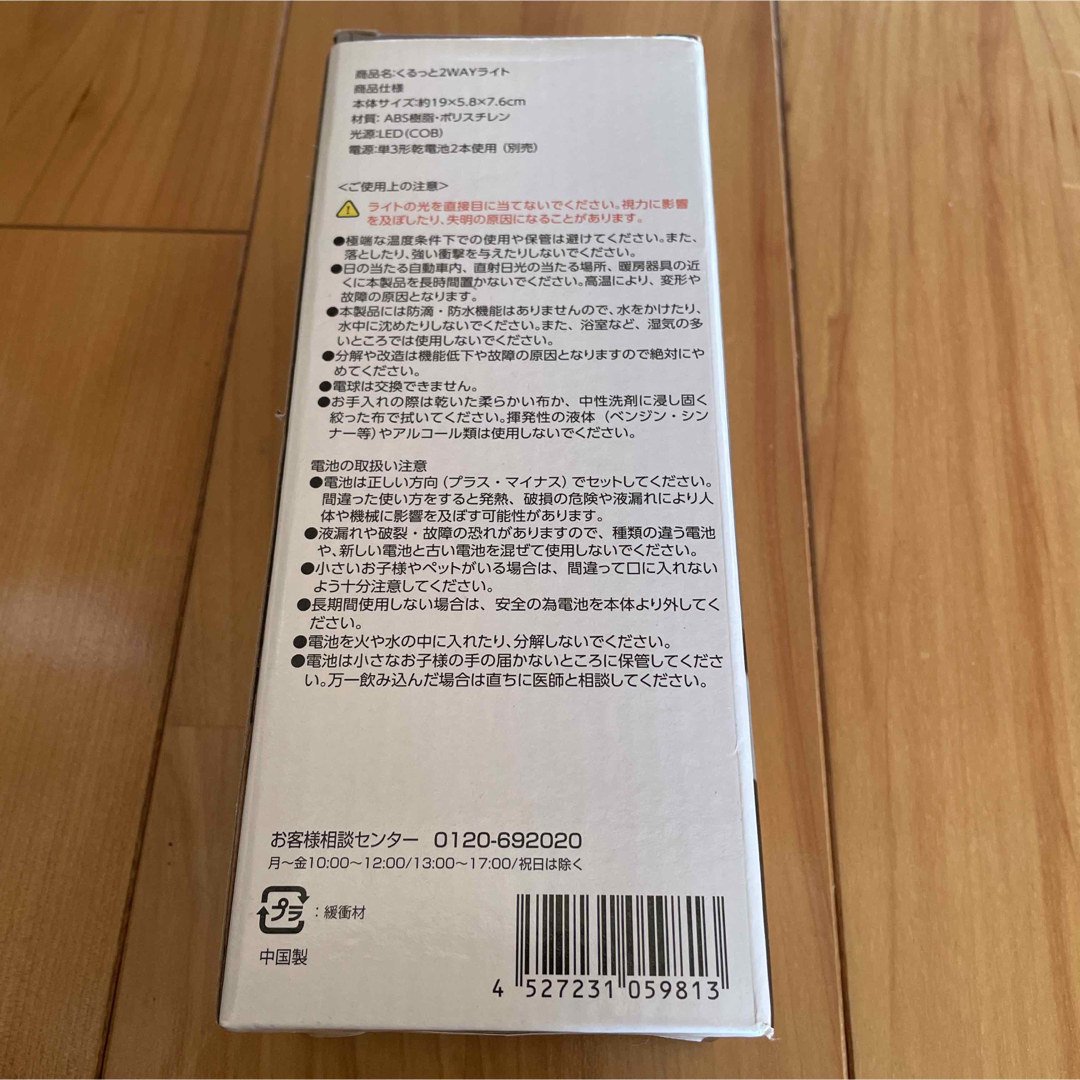 商品名:くるっと2WAYライト
商品仕様
本体サイズ:約19×5.8×7.6cm
材質: ABS樹脂・ポリスチレン
光源:LED(COB)
電源:単3形乾電池2本使用 (別売)
<ご使用上の注意>
ライトの光を直接目に当てないでください。視力に影響
を及ぼしたり、失明の原因になることがあります。
●極端な温度条件下での使用や保管は避けてください。また、
落としたり、強い衝撃を与えたりしないでください。
●日の当たる自動車内、直射日光の当たる場所、暖房器具の近
くに本製品を長時間置かないでください。高温により、変形や
故障の原因となります。
●本製品には防滴・防水機能はありませんので、水をかけたり、
水中に沈めたりしないでください。また、浴室など、湿気の多
いところでは使用しないでください。
●分解や改造は機能低下や故障の原因となりますので絶対にや
めてください。
●電球は交換できません。
●お手入れの際は乾いた柔らかい布か、中性洗剤に浸し固く
絞った布で拭いてください。揮発性の液体 (ベンジン・シン
ナー等)やアルコール類は使用しないでください。
電池の取扱い注意
●電池は正しい方向(プラス・マイナス)でセットしてください。
間違った使い方をすると発熱、破損の危険や液漏れにより人
体や機械に影響を及ぼす可能性があります。
●液漏れや破裂・故障の恐れがありますので、種類の違う電池
や、新しい電池と古い電池を混ぜて使用しないでください。
●小さいお子様やペットがいる場合は、間違って口に入れない
よう十分注意してください。
●長期間使用しない場合は、安全の為電池を本体より外してく
ださい。
●電池を火や水の中に入れたり、分解しないでください。
●電池は小さなお子様の手の届かないところに保管してくださ
い。万一飲み込んだ場合は直ちに医師と相談してください。
お客様相談センター 0120-692020
月～金10:00～12:00/13:00～17:00/祝日は除く
プラ :緩衝材
中国製
4 527231 059813